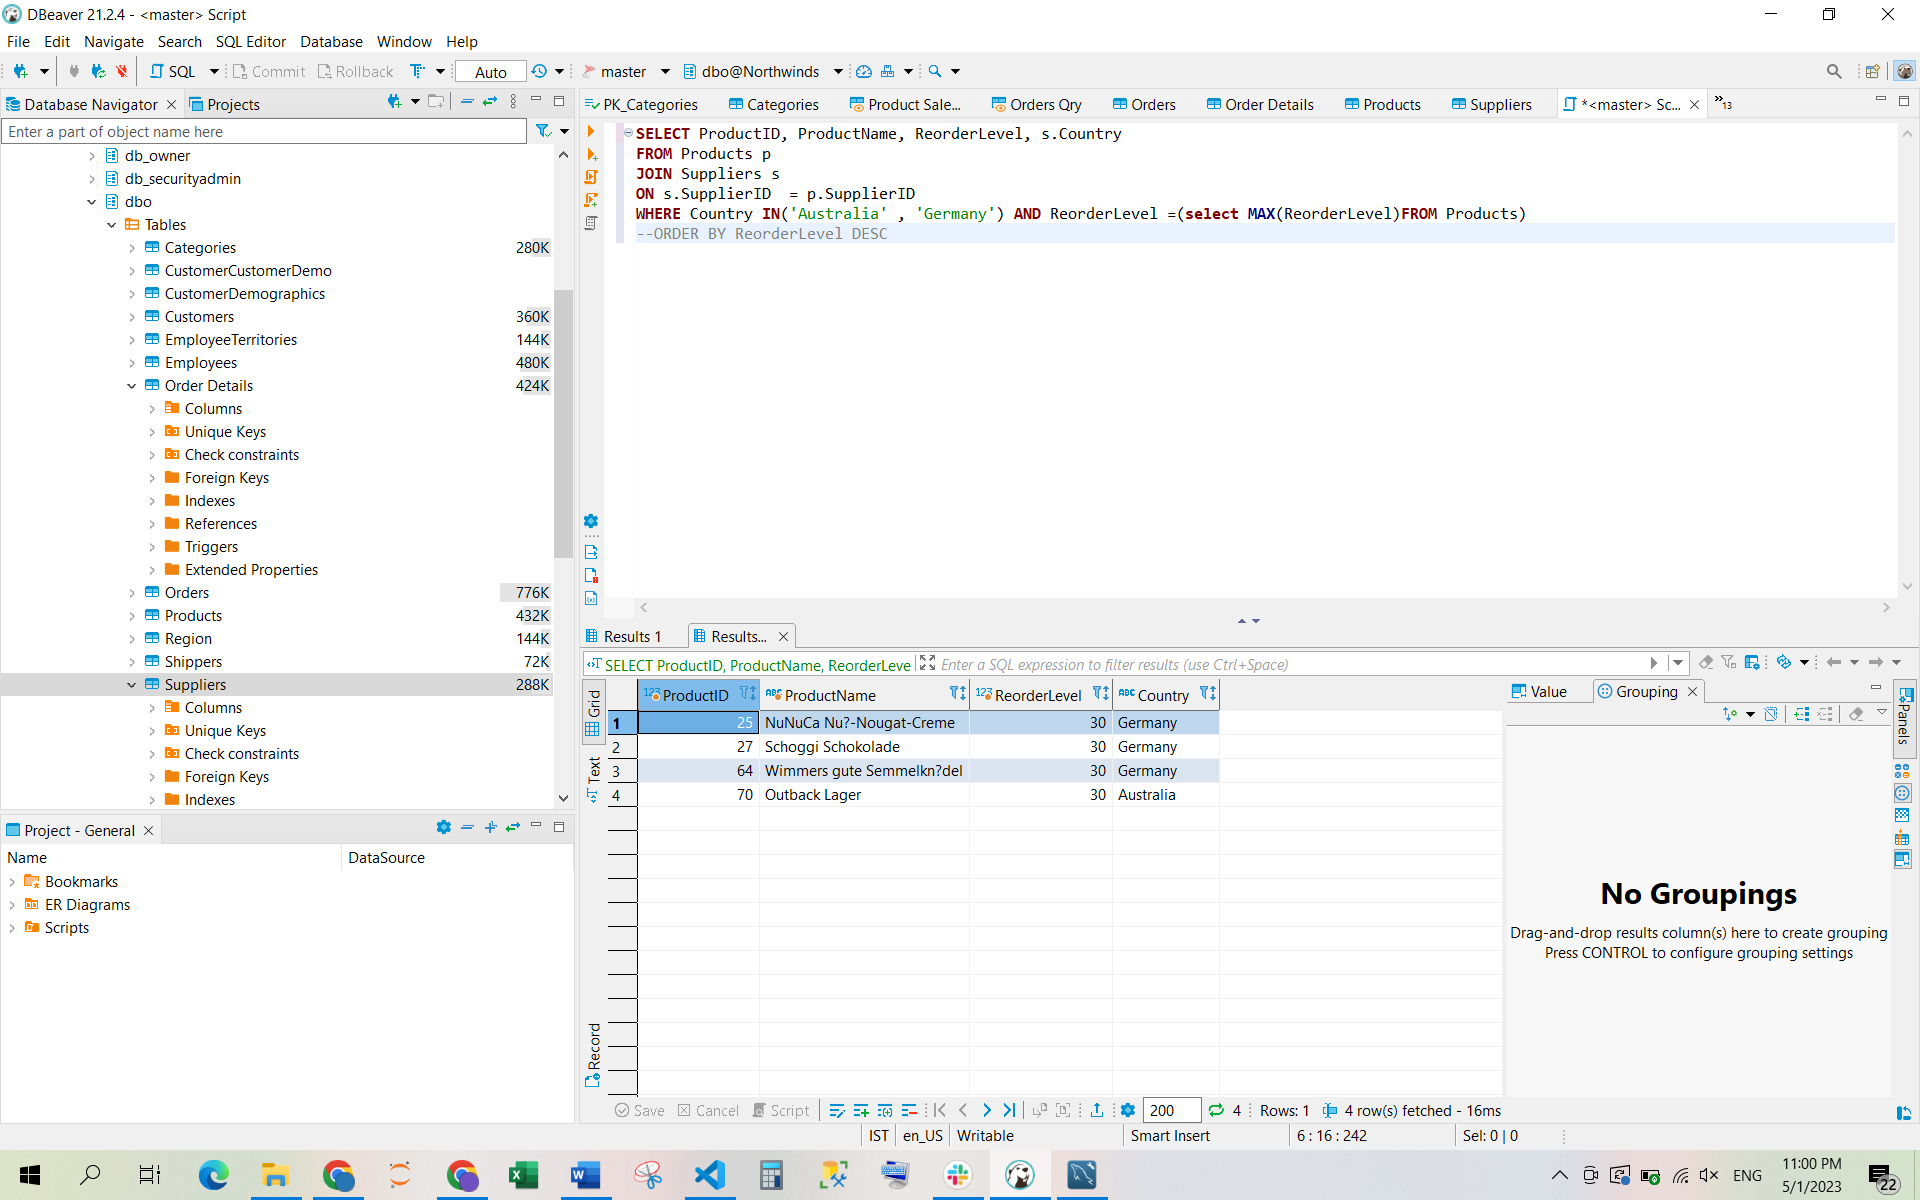 DBeaver 21.2.4 - <master> Script
File Edit Navigate Search SQL Editor Database Window Help
SQL Commit Rollback Auto master dbo@Northwinds
Database Navigator Projects
Enter a part of object name here
db_owner
db_securityadmin
dbo
Tables
Categories 280K
CustomerCustomerDemo
CustomerDemographics
Customers 360K
EmployeeTerritories 144K
Employees 480K
Order Details 424K
Columns
Unique Keys
Check constraints
Foreign Keys
Indexes
References
Triggers
Extended Properties
Orders 776K
Products 432K
Region 144K
Shippers 72K
Suppliers 288K
Columns
Unique Keys
Check constraints
Foreign Keys
Indexes
Project - General
Name DataSource
Bookmarks
ER Diagrams
Scripts
PK_Categories Categories Product Sale... Orders Qry Orders Order Details Products Suppliers *<master> Sc... »13
SELECT ProductID, ProductName, ReorderLevel, s.Country
FROM Products p
JOIN Suppliers s
ON s.SupplierID  = p.SupplierID
WHERE Country IN('Australia' , 'Germany') AND ReorderLevel =(select MAX(ReorderLevel)FROM Products)
--ORDER BY ReorderLevel DESC
Results 1 Results...
SELECT ProductID, ProductName, ReorderLeve Enter a SQL expression to filter results (use Ctrl+Space)
Grid
Text
Record
123 ProductID ABC ProductName 123 ReorderLevel ABC Country
1 25 NuNuCa Nu?-Nougat-Creme 30 Germany
2 27 Schoggi Schokolade 30 Germany
3 64 Wimmers gute Semmelkn?del 30 Germany
4 70 Outback Lager 30 Australia
Value Grouping
Panels
No Groupings
Drag-and-drop results column(s) here to create grouping
Press CONTROL to configure grouping settings
Save Cancel Script 200 4 Rows: 1 4 row(s) fetched - 16ms
IST en_US Writable Smart Insert 6 : 16 : 242 Sel: 0 | 0
ENG 11:00 PM
5/1/2023 22